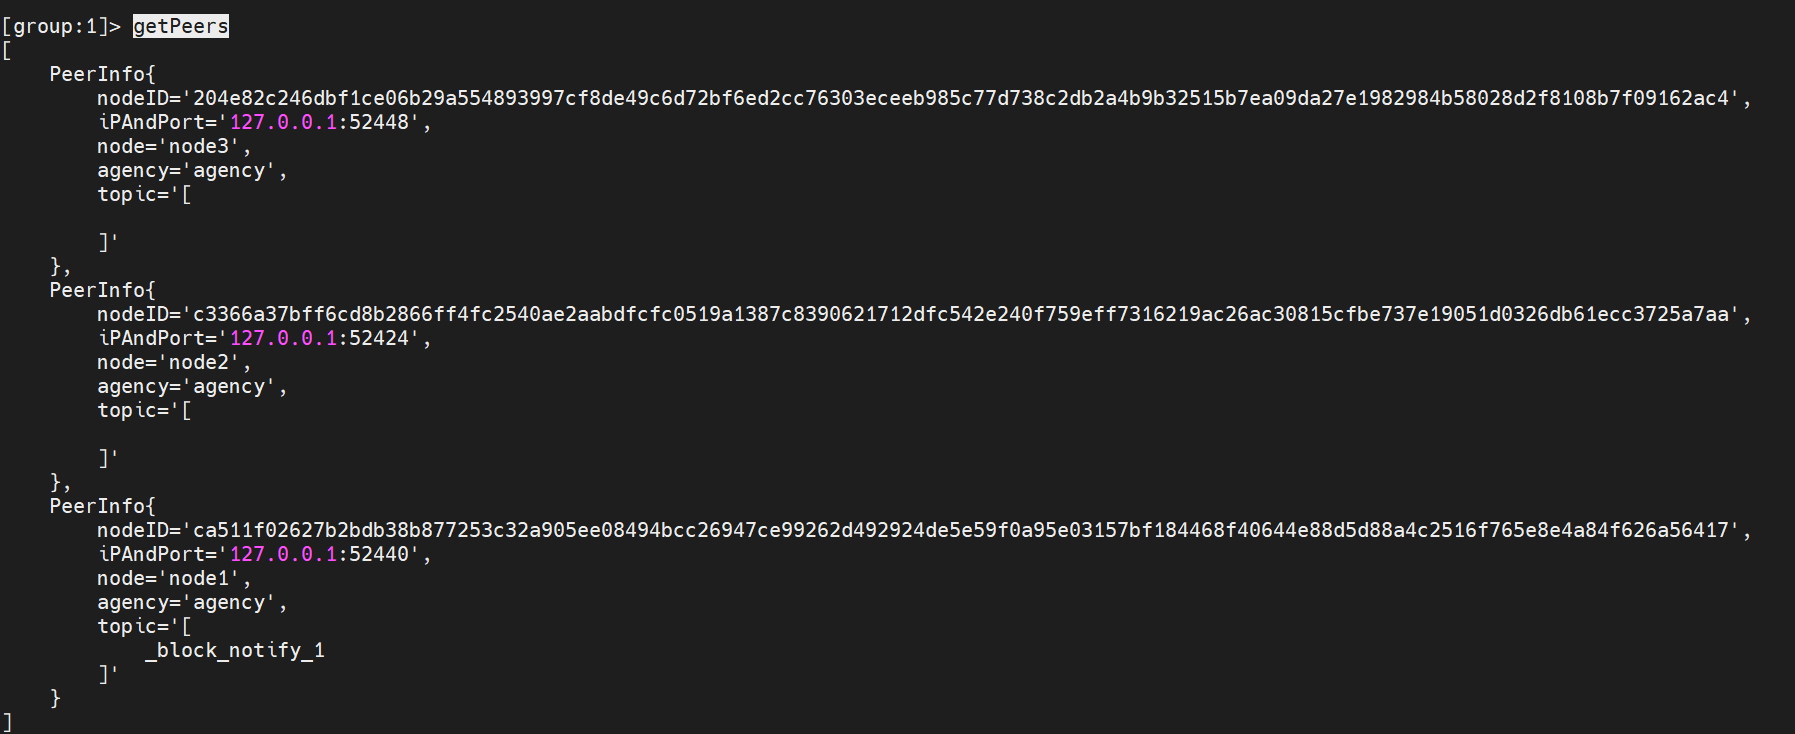 [group:1]> getPeers
[
    PeerInfo{
        nodeID='204e82c246dbf1ce06b29a554893997cf8de49c6d72bf6ed2cc76303eceeb985c77d738c2db2a4b9b32515b7ea09da27e1982984b58028d2f8108b7f09162ac4',
        iPAndPort='127.0.0.1:52448',
        node='node3',
        agency='agency',
        topic='[

        ]'
    },
    PeerInfo{
        nodeID='c3366a37bff6cd8b2866ff4fc2540ae2aabdfcfc0519a1387c8390621712dfc542e240f759eff7316219ac26ac30815cfbe737e19051d0326db61ecc3725a7aa',
        iPAndPort='127.0.0.1:52424',
        node='node2',
        agency='agency',
        topic='[

        ]'
    },
    PeerInfo{
        nodeID='ca511f02627b2bdb38b877253c32a905ee08494bcc26947ce99262d492924de5e59f0a95e03157bf184468f40644e88d5d88a4c2516f765e8e4a84f626a56417',
        iPAndPort='127.0.0.1:52440',
        node='node1',
        agency='agency',
        topic='[
            _block_notify_1
        ]'
    }
]